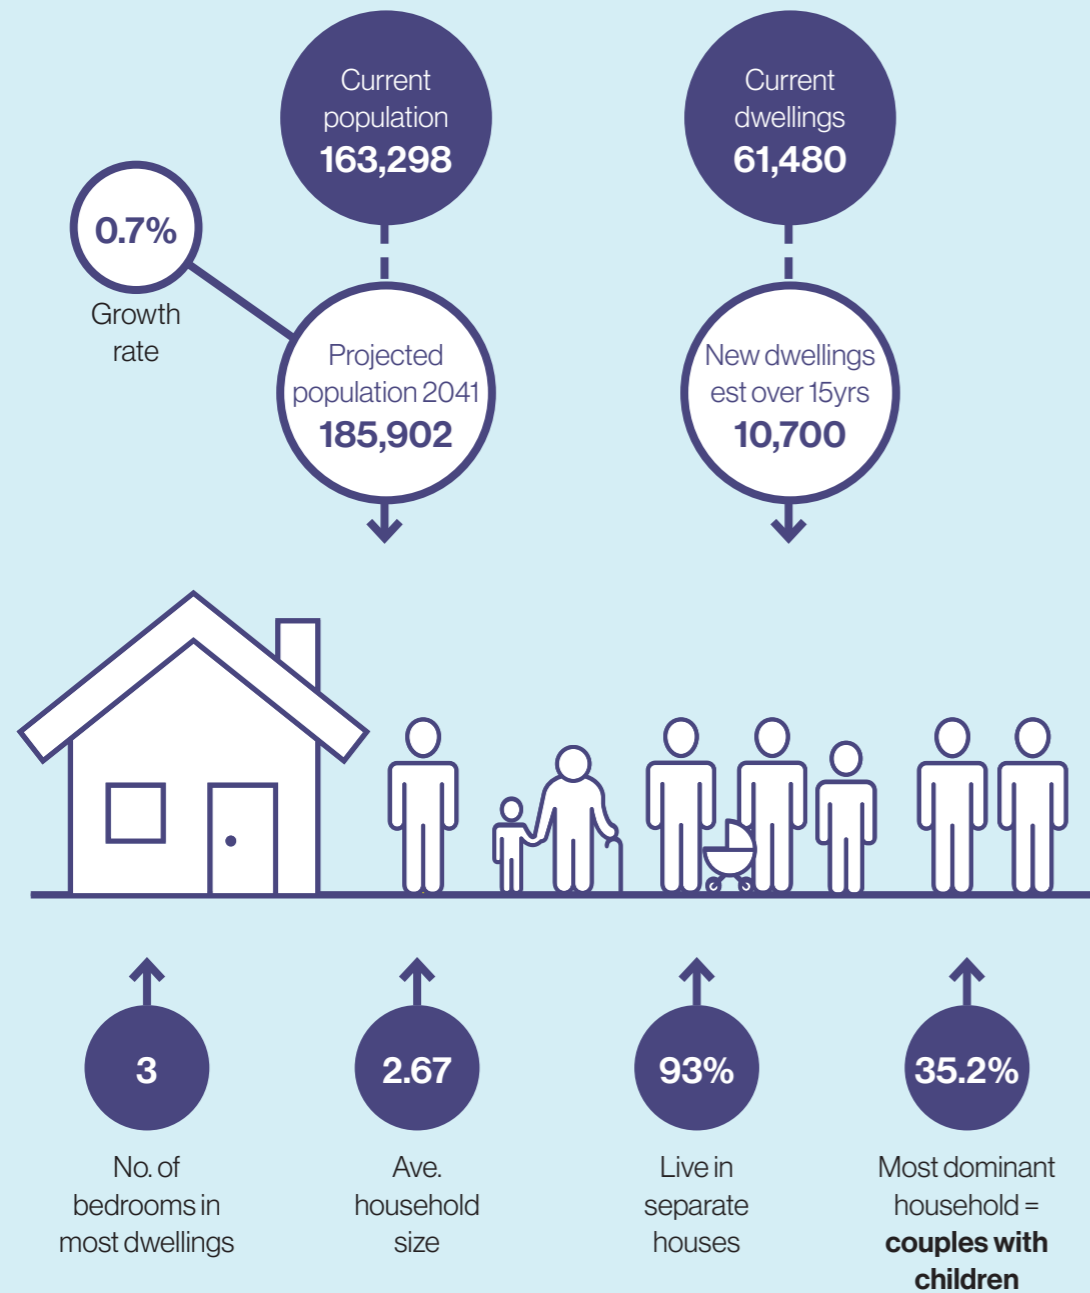 Current
population
163,298
Current
dwellings
61,480
0.7%
Growth
rate
Projected
population 2041
185,902
New dwellings
est over 15yrs
10,700
3
No. of
bedrooms in
most dwellings
2.67
Ave.
household
size
93%
Live in
separate
houses
35.2%
Most dominant
household =
couples with
children